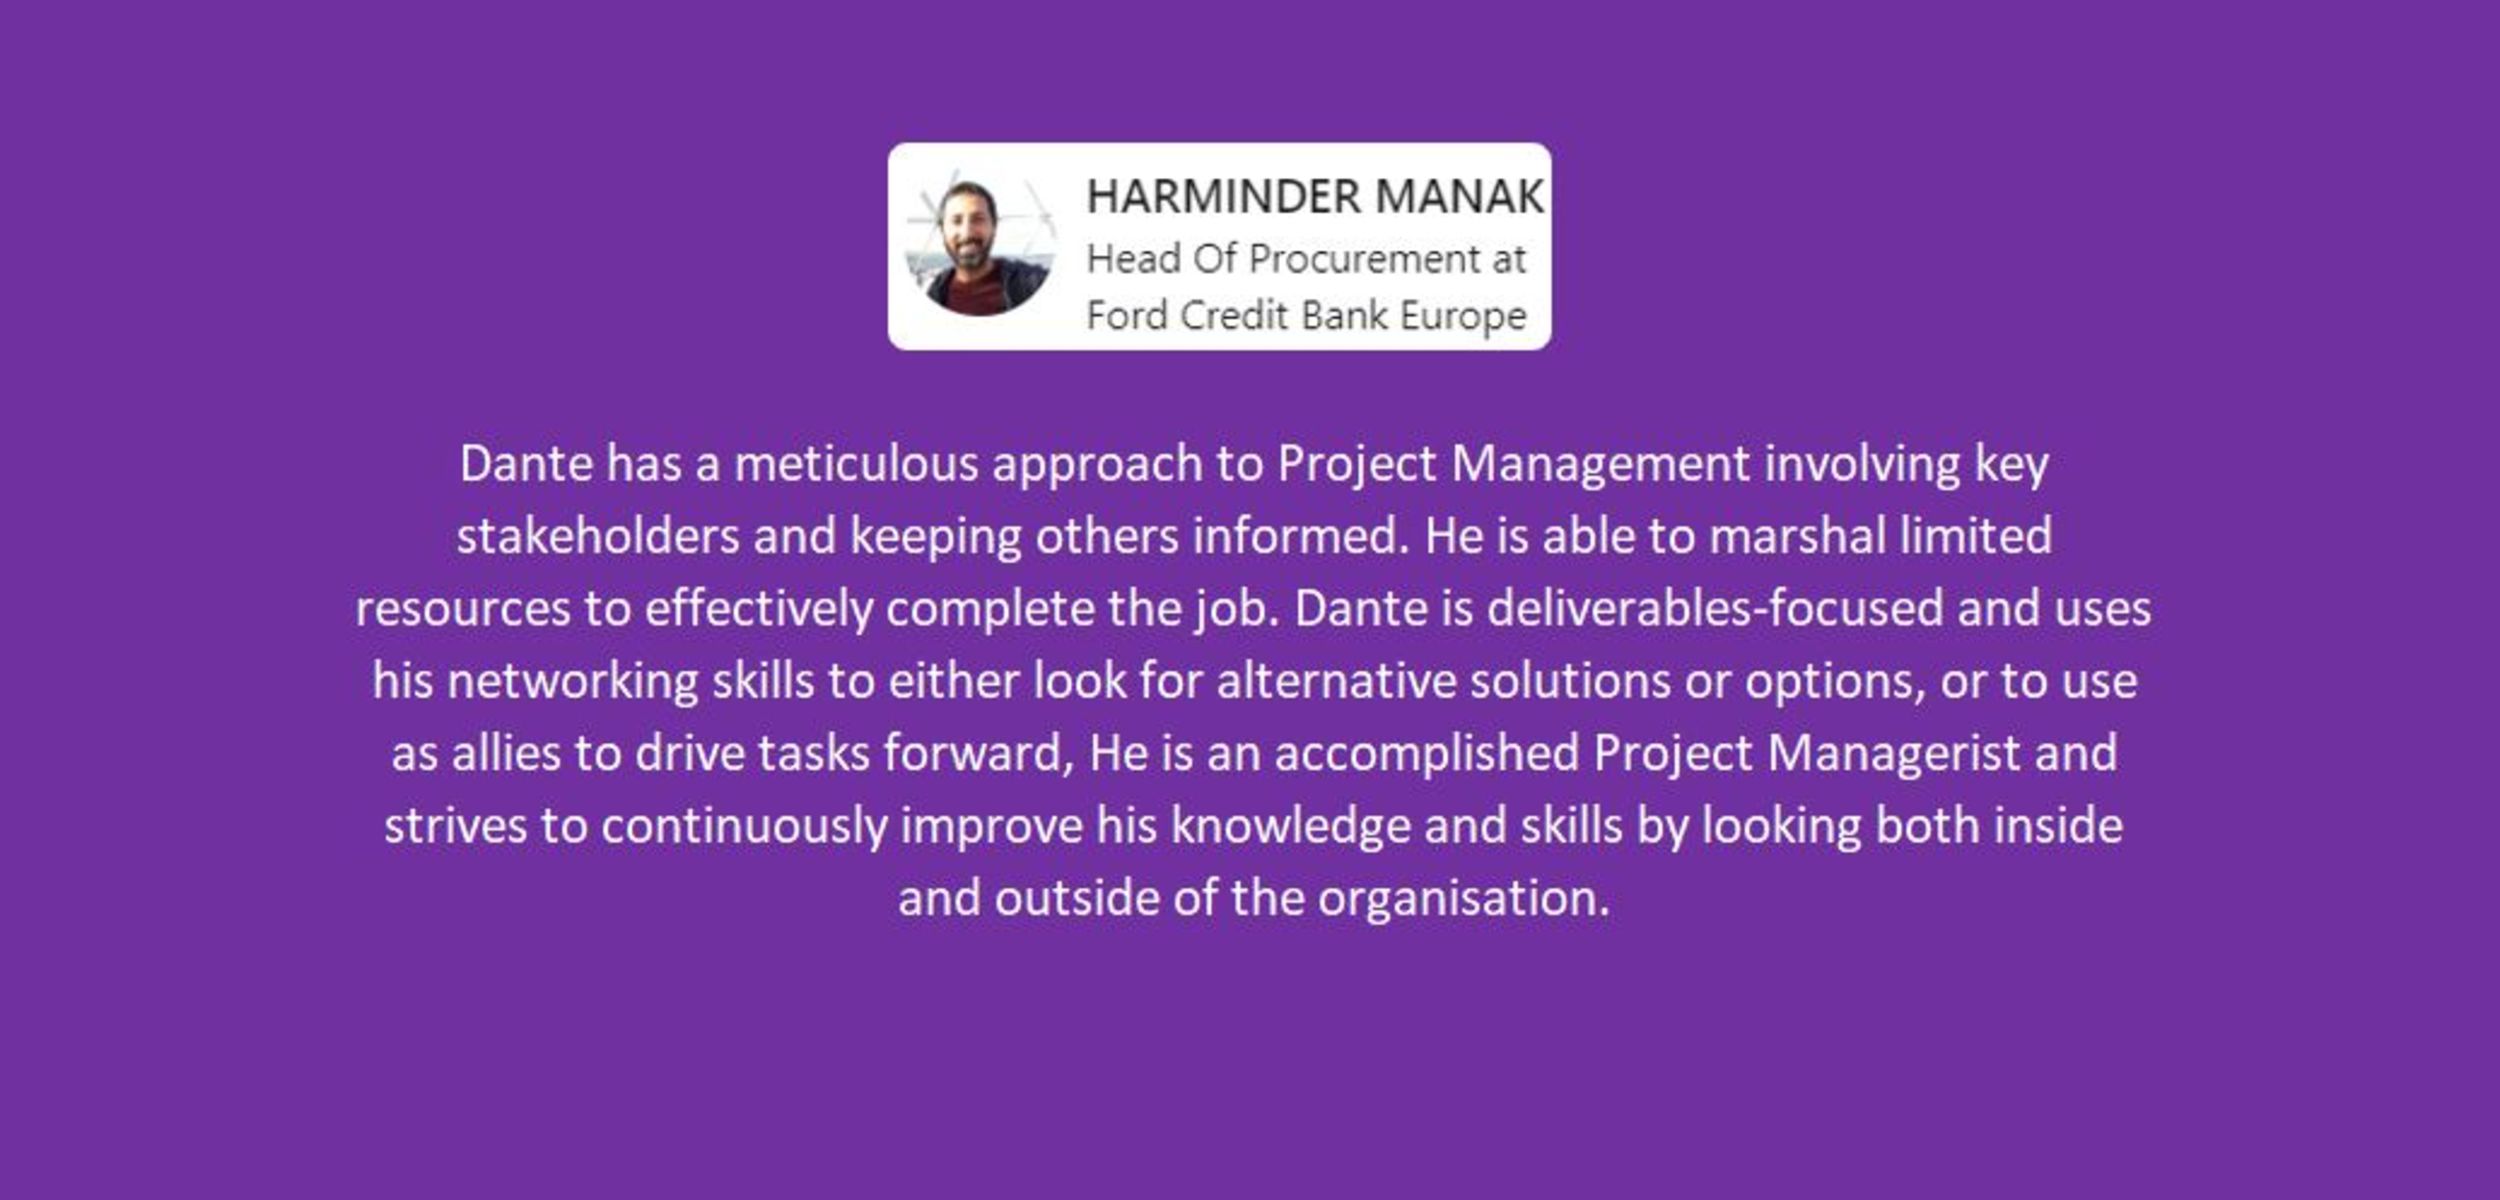 HARMINDER MANAK
Head Of Procurement at
Ford Credit Bank Europe
Dante has a meticulous approach to Project Management involving key
stakeholders and keeping others informed. He is able to marshal limited
resources to effectively complete the job. Dante is deliverables-focused and uses
his networking skills to either look for alternative solutions or options, or to use
as allies to drive tasks forward, He is an accomplished Project Managerist and
strives to continuously improve his knowledge and skills by looking both inside
and outside of the organisation.